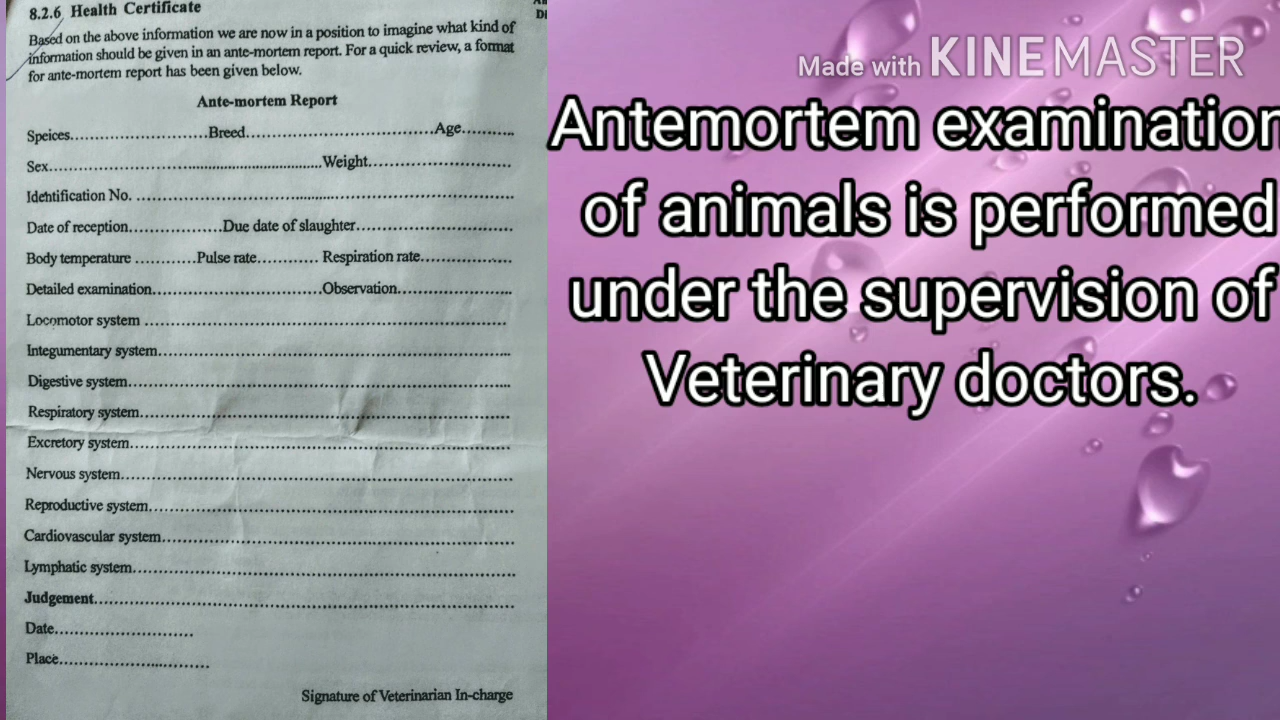 8.2.6 Health Certificate
Based on the above information we are now in a position to imagine what kind of
information should be given in an ante-mortem report. For a quick review, a format
for ante-mortem report has been given below.
Ante-mortem Report
Speices..............................Breed........................................Age...........
Sex............................................................Weight...............................
Identification No. ..................................................................................
Date of reception....................Due date of slaughter..................................
Body temperature ............Pulse rate............ Respiration rate....................
Detailed examination.....................................Observation.........................
Locomotor system ...............................................................................
Integumentary system...........................................................................
Digestive system..................................................................................
Respiratory system...............................................................................
Excretory system..................................................................................
Nervous system....................................................................................
Reproductive system.............................................................................
Cardiovascular system...........................................................................
Lymphatic system.................................................................................
Judgement...........................................................................................
Date..............................
Place.................................
Signature of Veterinarian In-charge
Made with KINEMASTER
Antemortem examination
of animals is performed
under the supervision of
Veterinary doctors.